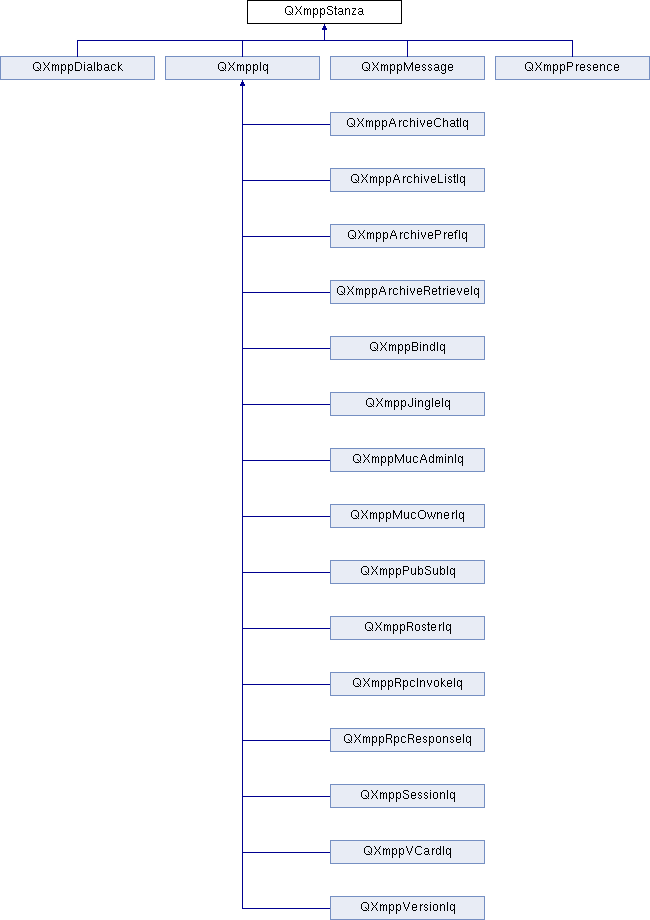 QXmppStanza
QXmppDialback
QXmppIq
QXmppMessage
QXmppPresence
QXmppArchiveChatIq
QXmppArchiveListIq
QXmppArchivePrefIq
QXmppArchiveRetrieveIq
QXmppBindIq
QXmppJingleIq
QXmppMucAdminIq
QXmppMucOwnerIq
QXmppPubSubIq
QXmppRosterIq
QXmppRpcInvokeIq
QXmppRpcResponseIq
QXmppSessionIq
QXmppVCardIq
QXmppVersionIq